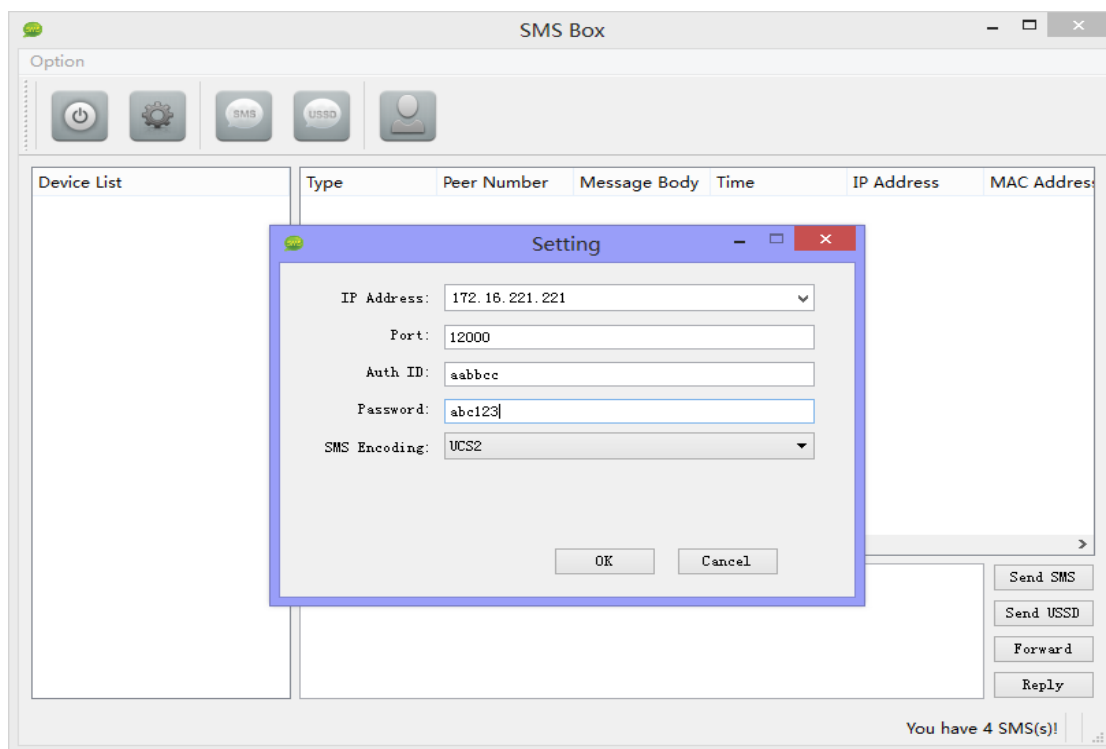 SMS Box
Option
SMS USSD
Device List Type Peer Number Message Body Time IP Address MAC Address
Setting
IP Address: 172.16.221.221
Port: 12000
Auth ID: aabbcc
Password: abc123
SMS Encoding: UCS2
OK Cancel
Send SMS
Send USSD
Forward
Reply
You have 4 SMS(s)!